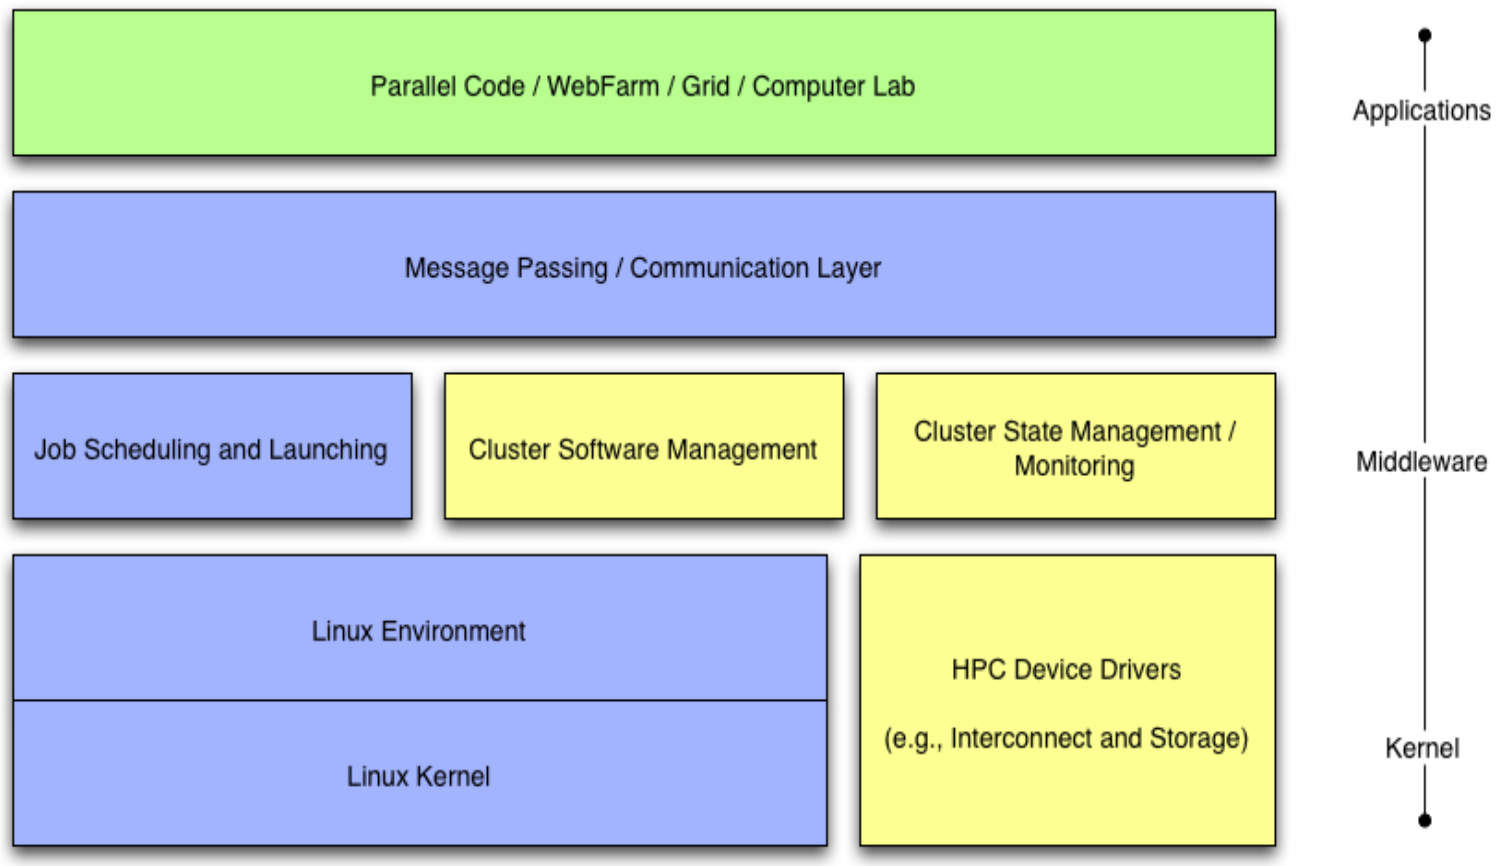 Parallel Code / WebFarm / Grid / Computer Lab
Applications
Message Passing / Communication Layer
Job Scheduling and Launching
Cluster Software Management
Cluster State Management /
Monitoring
Middleware
Linux Environment
HPC Device Drivers
(e.g., Interconnect and Storage)
Linux Kernel
Kernel